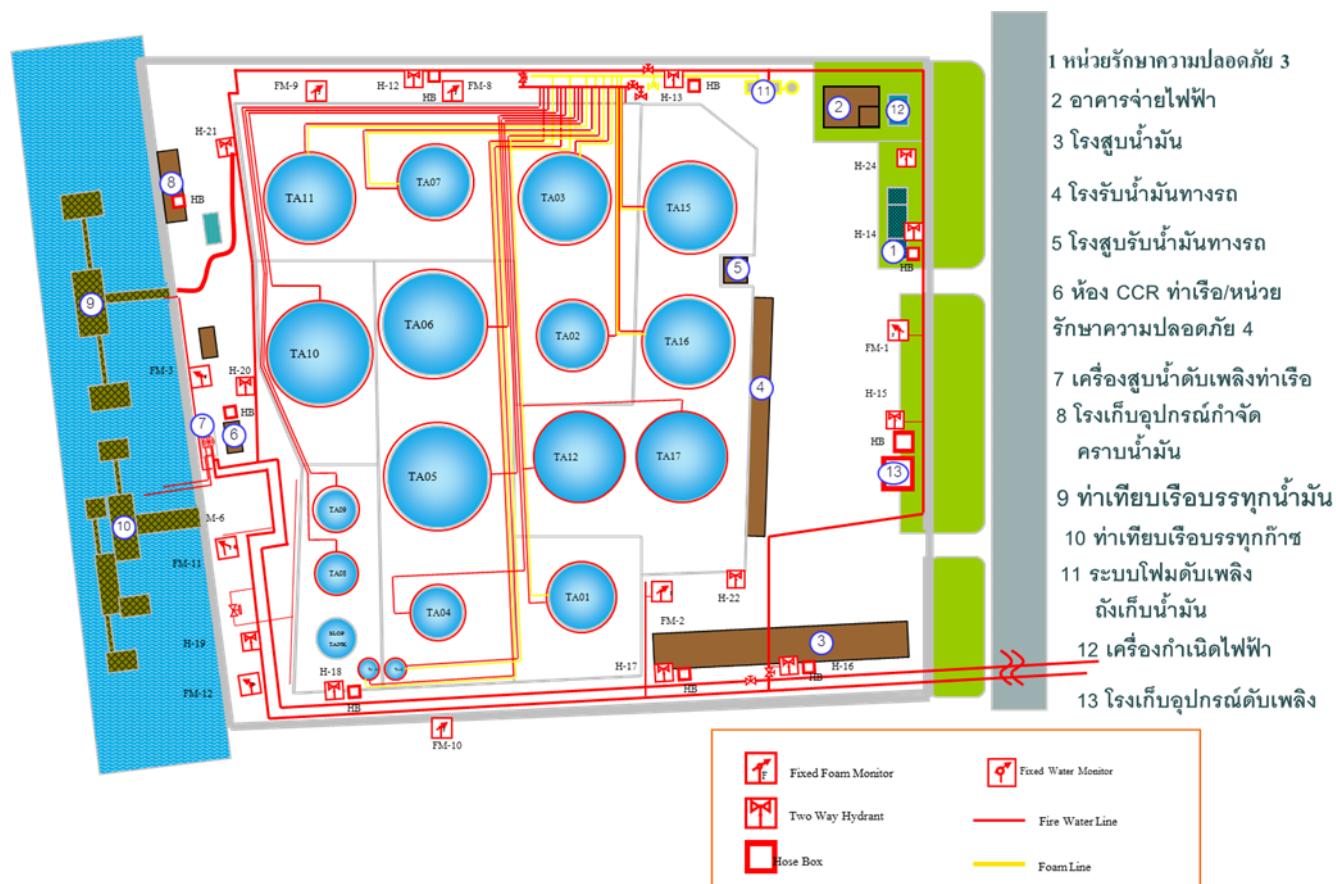 1 หน่วยรักษาความปลอดภัย 3
2 อาคารจ่ายไฟฟ้า
3 โรงสูบน้ำมัน
4 โรงรับน้ำมันทางรถ
5 โรงสูบรับน้ำมันทางรถ
6 ห้อง CCR ท่าเรือ/หน่วย
รักษาความปลอดภัย 4
7 เครื่องสูบน้ำดับเพลิงท่าเรือ
8 โรงเก็บอุปกรณ์กำจัด
คราบน้ำมัน
9 ท่าเทียบเรือบรรทุกน้ำมัน
10 ท่าเทียบเรือบรรทุกก๊าซ
11 ระบบโฟมดับเพลิง
ถังเก็บน้ำมัน
12 เครื่องกำเนิดไฟฟ้า
13 โรงเก็บอุปกรณ์ดับเพลิง
FM-9
H-12
HB
FM-8
H-13
HB
11
2
12
H-21
H-24
8
HB
TA11
TA07
TA03
TA15
H-14
1
HB
5
9
TA10
TA06
TA02
TA16
FM-1
FM-3
H-20
HB
4
H-15
7
6
HB
13
TA05
TA12
TA17
TA09
10
M-6
FM-11
TA08
TA04
TA01
H-22
FM-2
H-19
SLOP
TANK
3
FM-12
H-18
HB
H-17
HB
H-16
HB
FM-10
F
Fixed Foam Monitor
Fixed Water Monitor
Two Way Hydrant
Fire Water Line
Hose Box
Foam Line